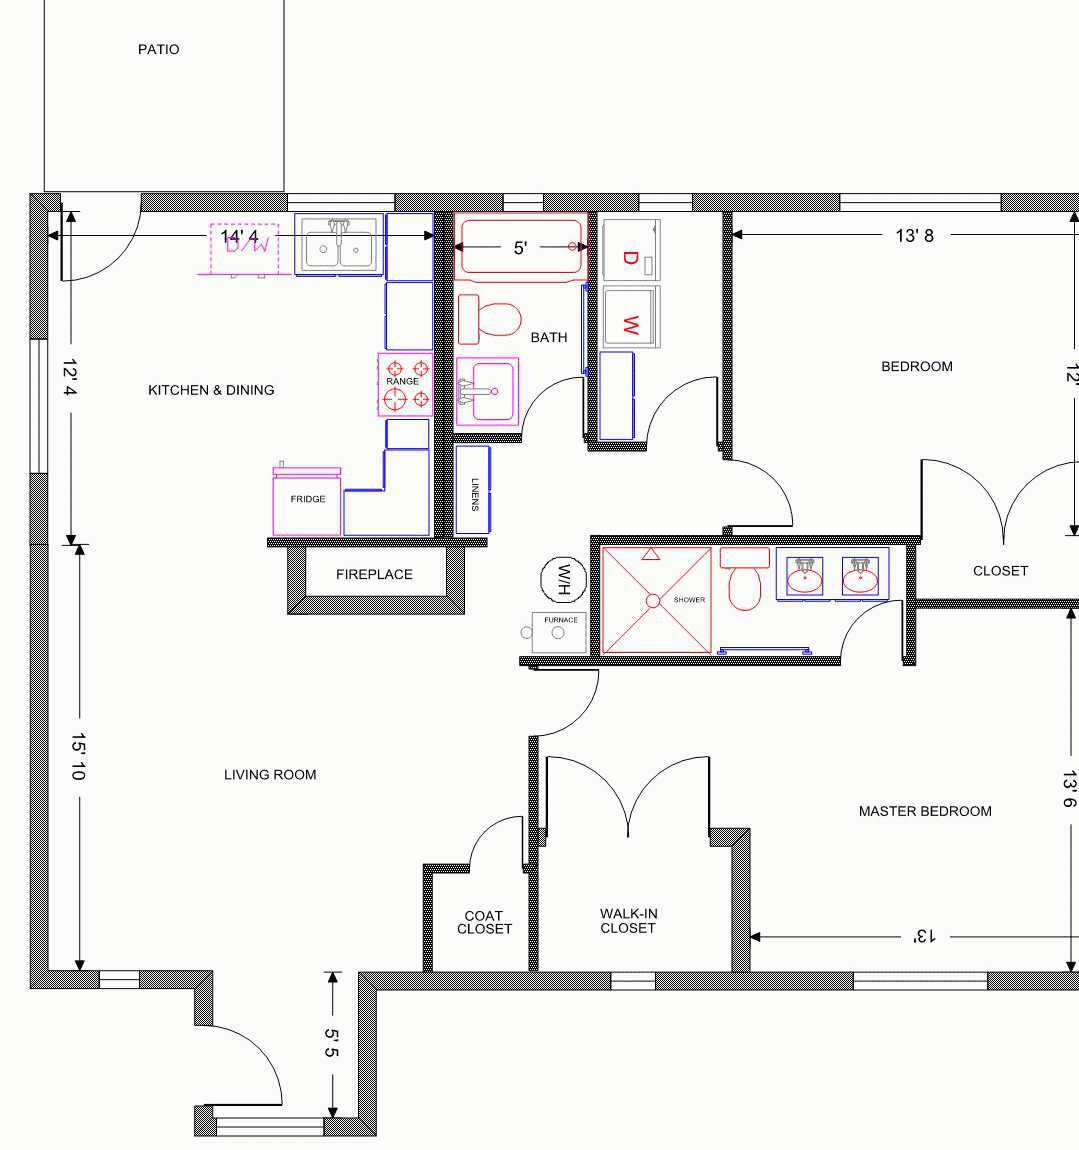 PATIO
14' 4
D/W
5'
D
13' 8
W
BATH
12' 4
BEDROOM
12'
RANGE
KITCHEN & DINING
LINENS
FRIDGE
FIREPLACE
W/H
CLOSET
SHOWER
FURNACE
15' 10
LIVING ROOM
13' 6
MASTER BEDROOM
COAT
CLOSET
WALK-IN
CLOSET
13'
5' 5